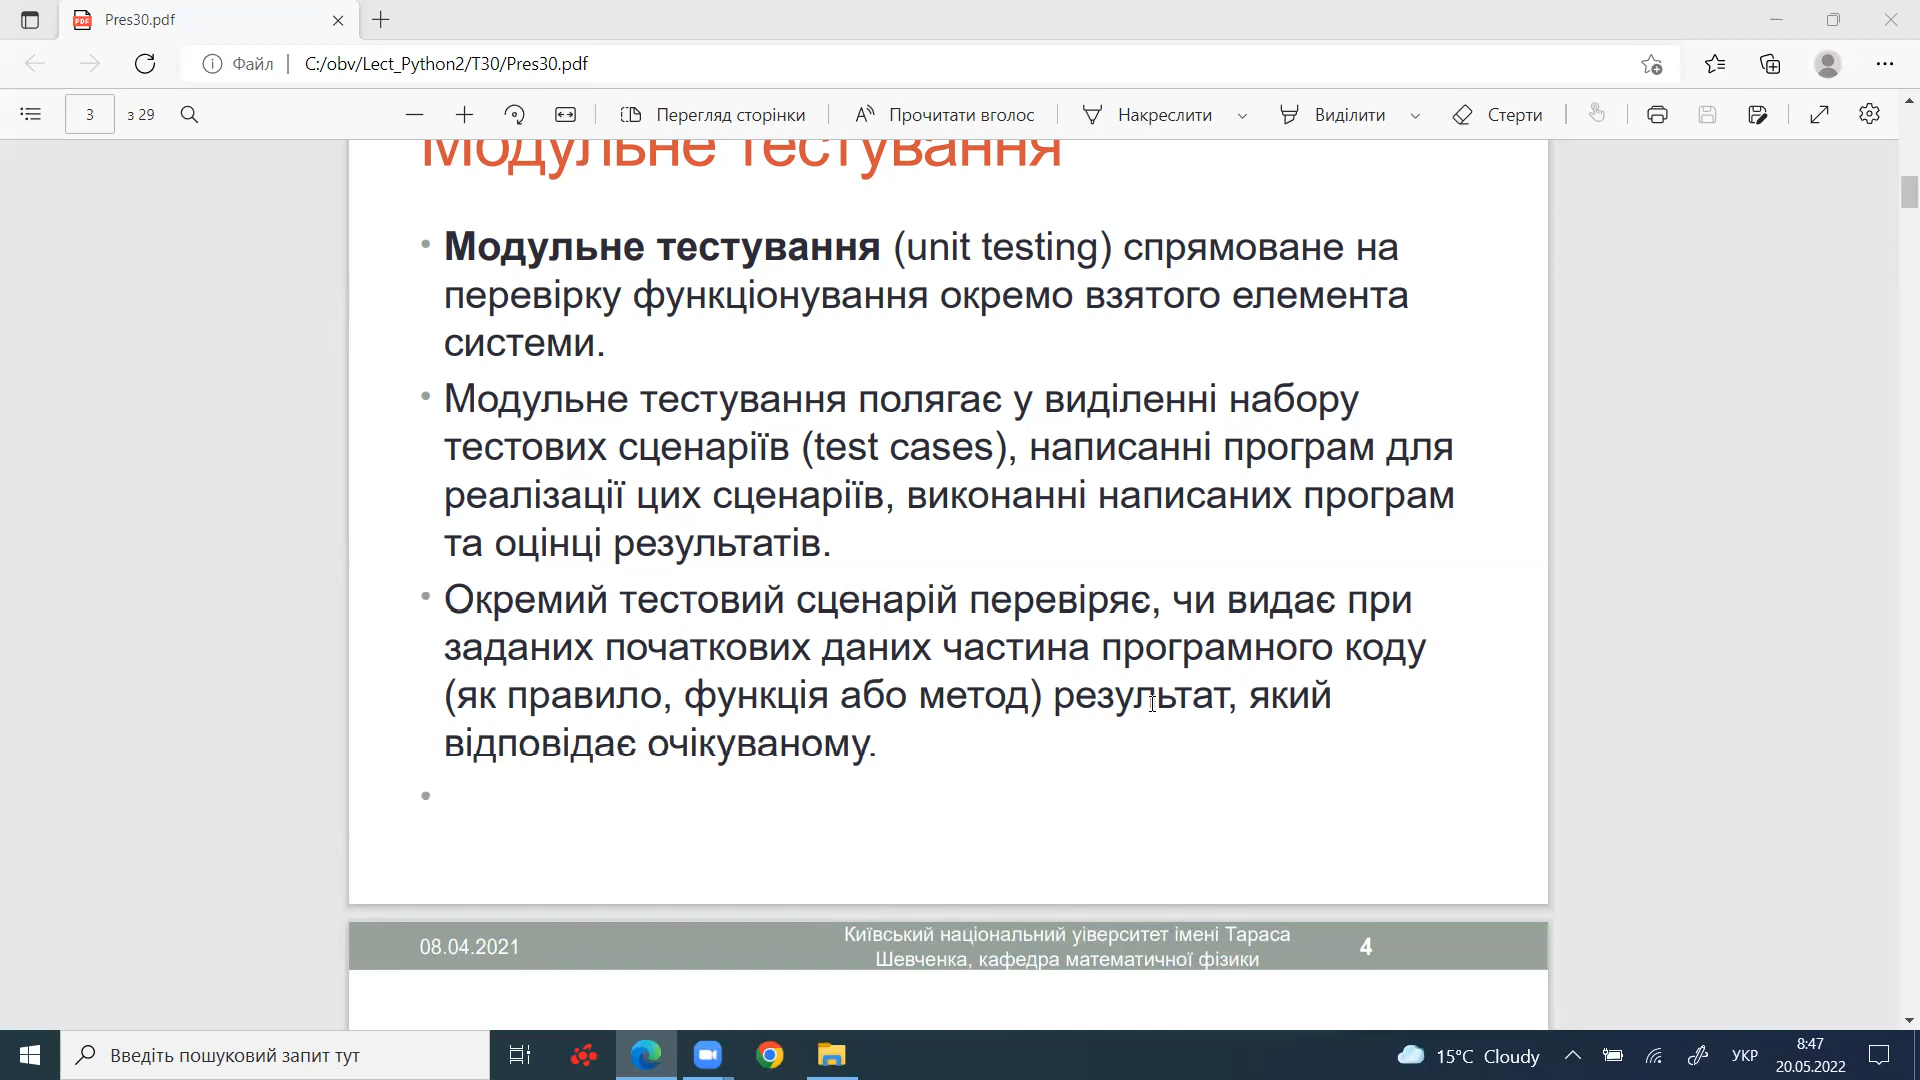 Pres30.pdf
Файл
C:/obv/Lect_Python2/T30/Pres30.pdf
3
з 29
Перегляд сторінки
Прочитати вголос
Накреслити
Виділити
Стерти
Модульне тестування
• Модульне тестування (unit testing) спрямоване на
перевірку функціонування окремо взятого елемента
системи.
• Модульне тестування полягає у виділенні набору
тестових сценаріїв (test cases), написанні програм для
реалізації цих сценаріїв, виконанні написаних програм
та оцінці результатів.
• Окремий тестовий сценарій перевіряє, чи видає при
заданих початкових даних частина програмного коду
(як правило, функція або метод) результат, який
відповідає очікуваному.
•
08.04.2021
Київський національний уіверситет імені Тараса
Шевченка, кафедра математичної фізики
4
Введіть пошуковий запит тут
15°C Cloudy
УКР
8:47
20.05.2022